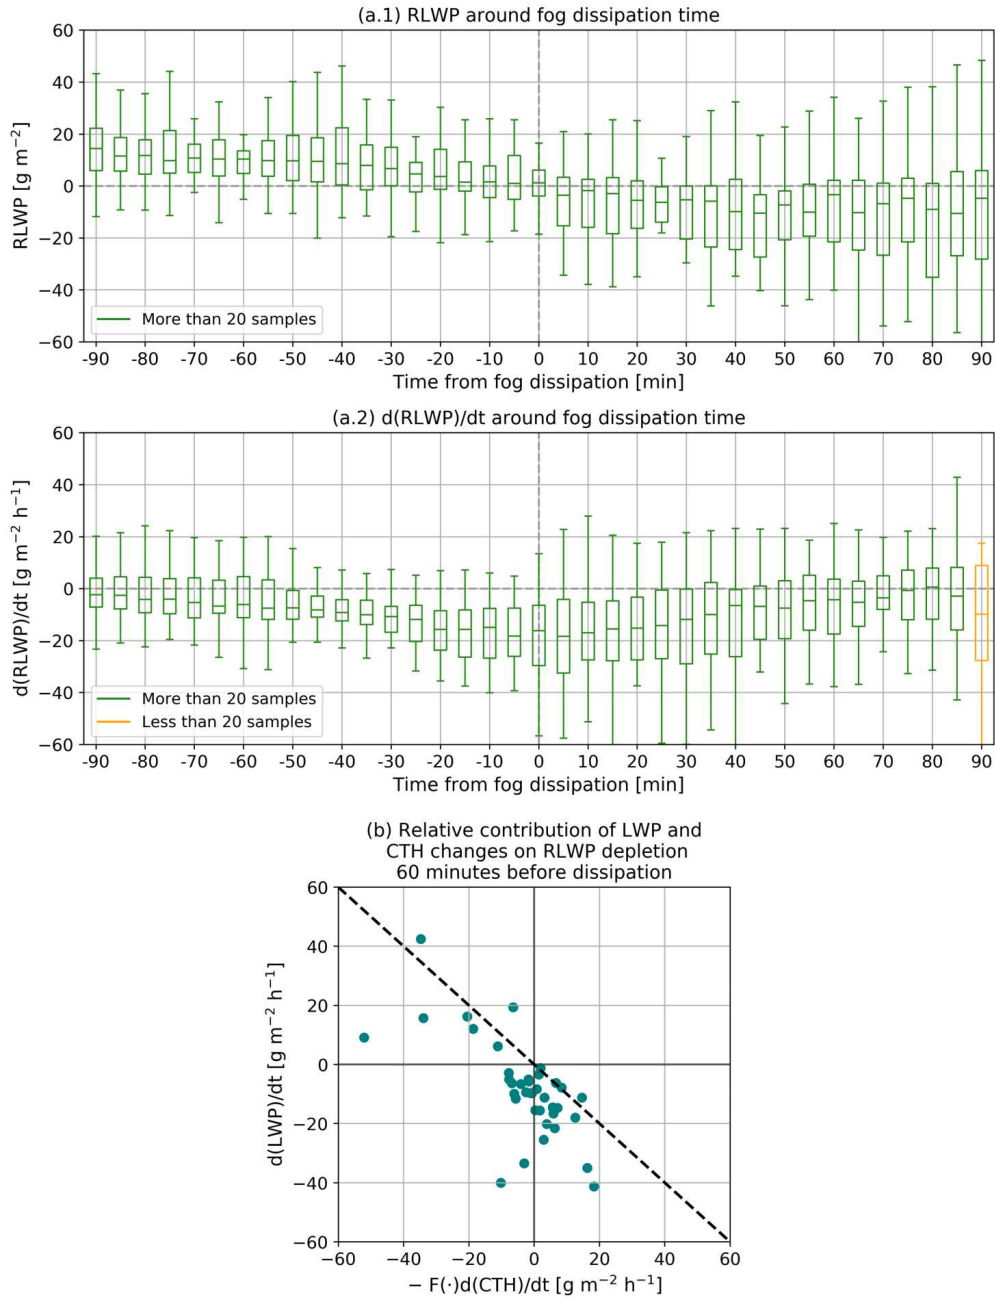 (a.1) RLWP around fog dissipation time
60
40
20
0
−20
−40
−60
RLWP [g m⁻²]
More than 20 samples
-90 -80 -70 -60 -50 -40 -30 -20 -10 0 10 20 30 40 50 60 70 80 90
Time from fog dissipation [min]
(a.2) d(RLWP)/dt around fog dissipation time
60
40
20
0
−20
−40
−60
d(RLWP)/dt [g m⁻² h⁻¹]
More than 20 samples
Less than 20 samples
-90 -80 -70 -60 -50 -40 -30 -20 -10 0 10 20 30 40 50 60 70 80 90
Time from fog dissipation [min]
(b) Relative contribution of LWP and
CTH changes on RLWP depletion
60 minutes before dissipation
60
40
20
0
−20
−40
−60
d(LWP)/dt [g m⁻² h⁻¹]
−60 −40 −20 0 20 40 60
− F(·)d(CTH)/dt [g m⁻² h⁻¹]